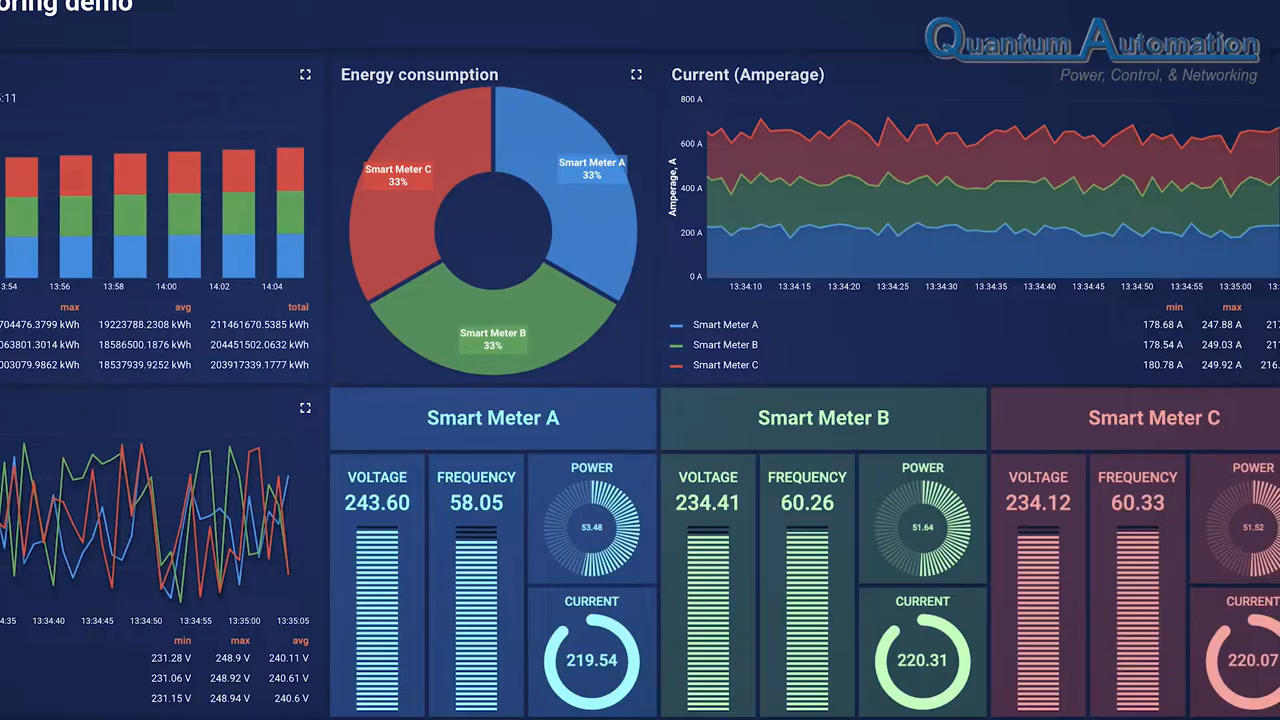 oring demo
Quantum Automation
Power, Control, & Networking
5:11
3:54 13:56 13:58 14:00 14:02 14:04
max avg total
704476.3799 kWh 19223788.2308 kWh 211461670.5385 kWh
063801.3014 kWh 18586500.1876 kWh 204451502.0632 kWh
003079.9862 kWh 18537939.9252 kWh 203917339.1777 kWh
Energy consumption
Smart Meter C
33%
Smart Meter A
33%
Smart Meter B
33%
Current (Amperage)
Amperage, A
800 A
600 A
400 A
200 A
0 A
13:34:10 13:34:15 13:34:20 13:34:25 13:34:30 13:34:35 13:34:40 13:34:45 13:34:50 13:34:55 13:35:00 13:
min max
Smart Meter A 178.68 A 247.88 A 21
Smart Meter B 178.54 A 249.03 A 21
Smart Meter C 180.78 A 249.92 A 216.
4:35 13:34:40 13:34:45 13:34:50 13:34:55 13:35:00 13:35:05
min max avg
231.28 V 248.9 V 240.11 V
231.06 V 248.92 V 240.61 V
231.15 V 248.94 V 240.6 V
Smart Meter A
VOLTAGE
243.60
FREQUENCY
58.05
POWER
53.48
CURRENT
219.54
Smart Meter B
VOLTAGE
234.41
FREQUENCY
60.26
POWER
51.64
CURRENT
220.31
Smart Meter C
VOLTAGE
234.12
FREQUENCY
60.33
POWER
51.52
CURRENT
220.07